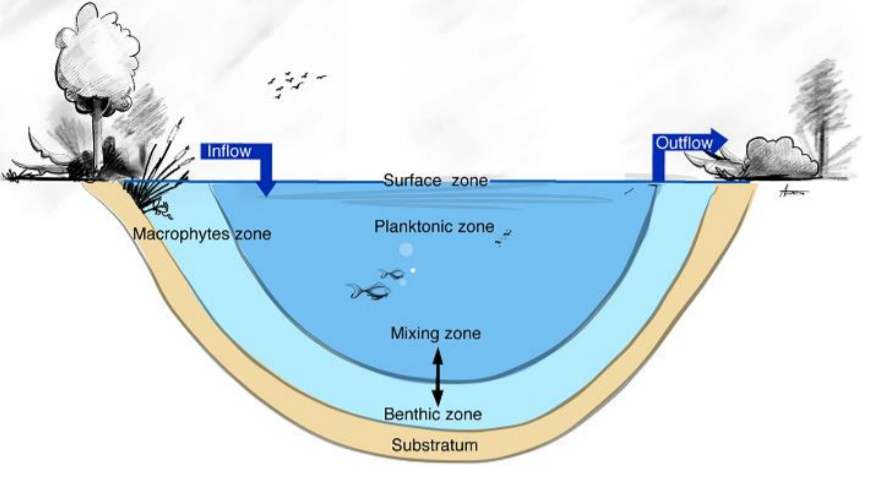 Inflow
Outflow
Surface zone
Planktonic zone
Macrophytes zone
Mixing zone
Benthic zone
Substratum